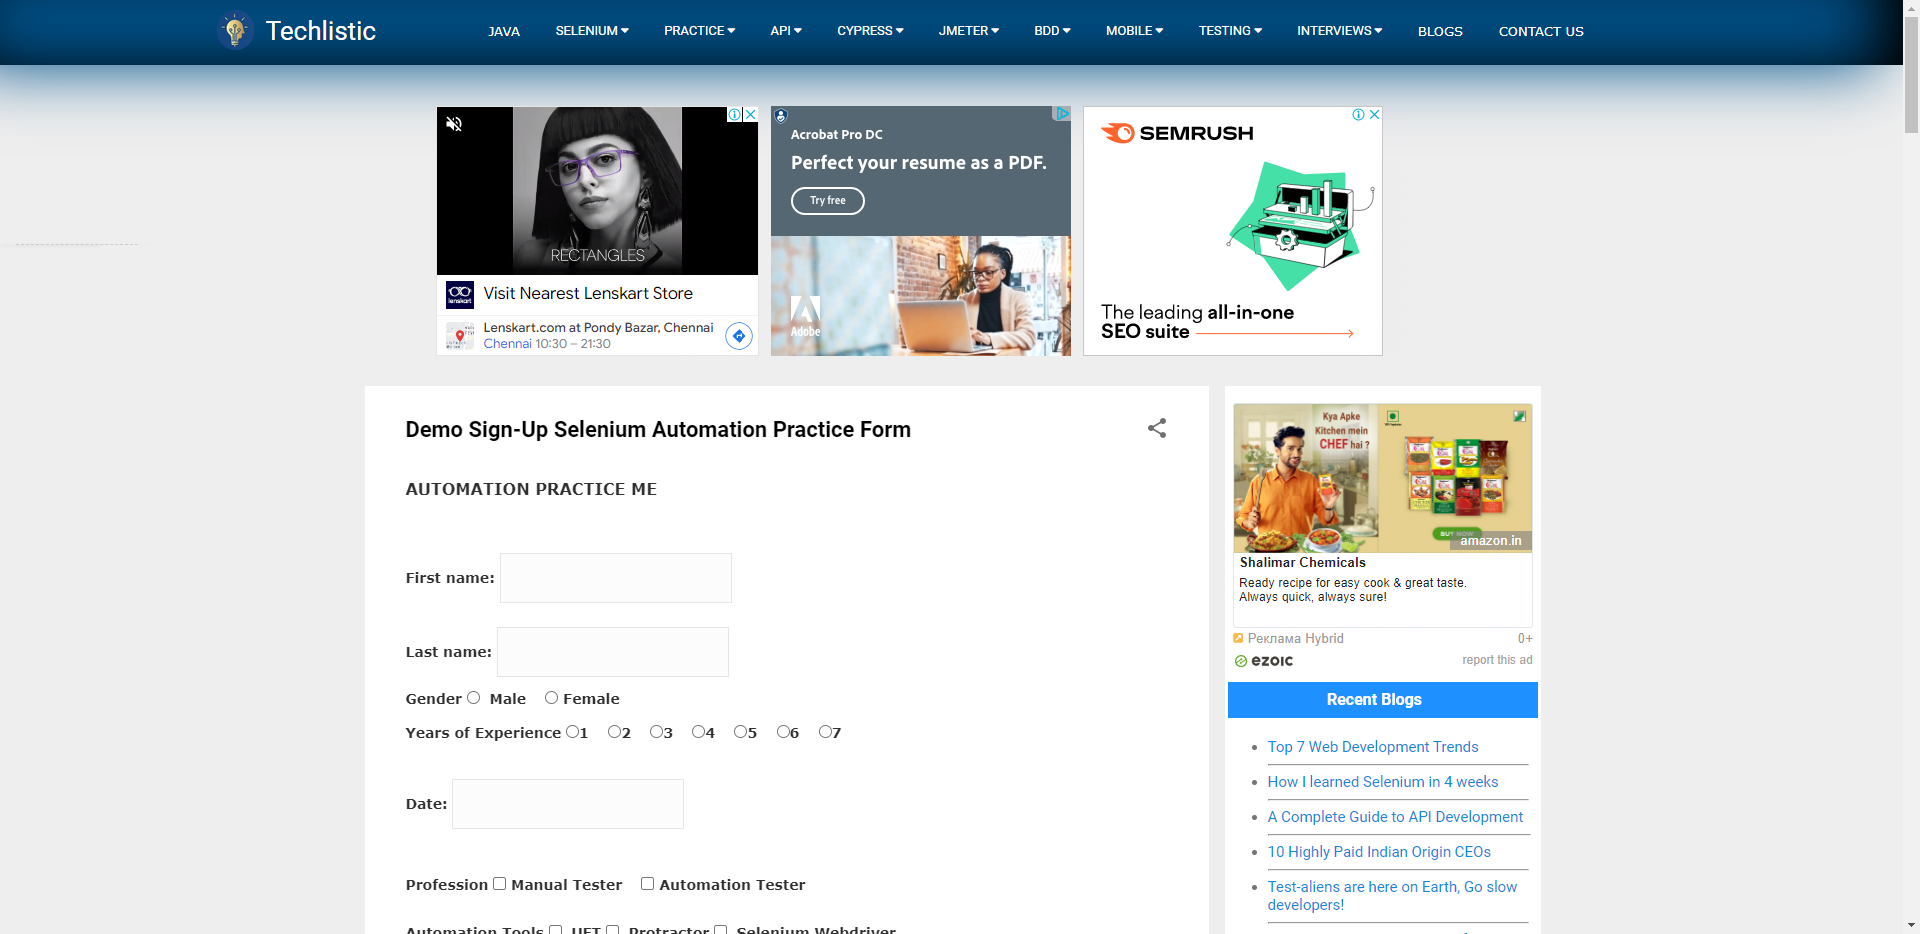 Techlistic
JAVA
SELENIUM
PRACTICE
API
CYPRESS
JMETER
BDD
MOBILE
TESTING
INTERVIEWS
BLOGS
CONTACT US
RECTANGLES
lenskart
Visit Nearest Lenskart Store
Lenskart.com at Pondy Bazar, Chennai
Chennai 10:30 – 21:30
Acrobat Pro DC
Perfect your resume as a PDF.
Try free
Adobe
SEMRUSH
The leading all-in-one
SEO suite
Demo Sign-Up Selenium Automation Practice Form
AUTOMATION PRACTICE ME
First name:
Last name:
Gender Male Female
Years of Experience 1 2 3 4 5 6 7
Date:
Profession Manual Tester Automation Tester
Automation Tools UFT Protractor Selenium Webdriver
Kya Apke
Kitchen mein
CHEF hai ?
BUY NOW
amazon.in
Shalimar Chemicals
Ready recipe for easy cook & great taste.
Always quick, always sure!
Реклама Hybrid 0+
ezoic report this ad
Recent Blogs
Top 7 Web Development Trends
How I learned Selenium in 4 weeks
A Complete Guide to API Development
10 Highly Paid Indian Origin CEOs
Test-aliens are here on Earth, Go slow
developers!